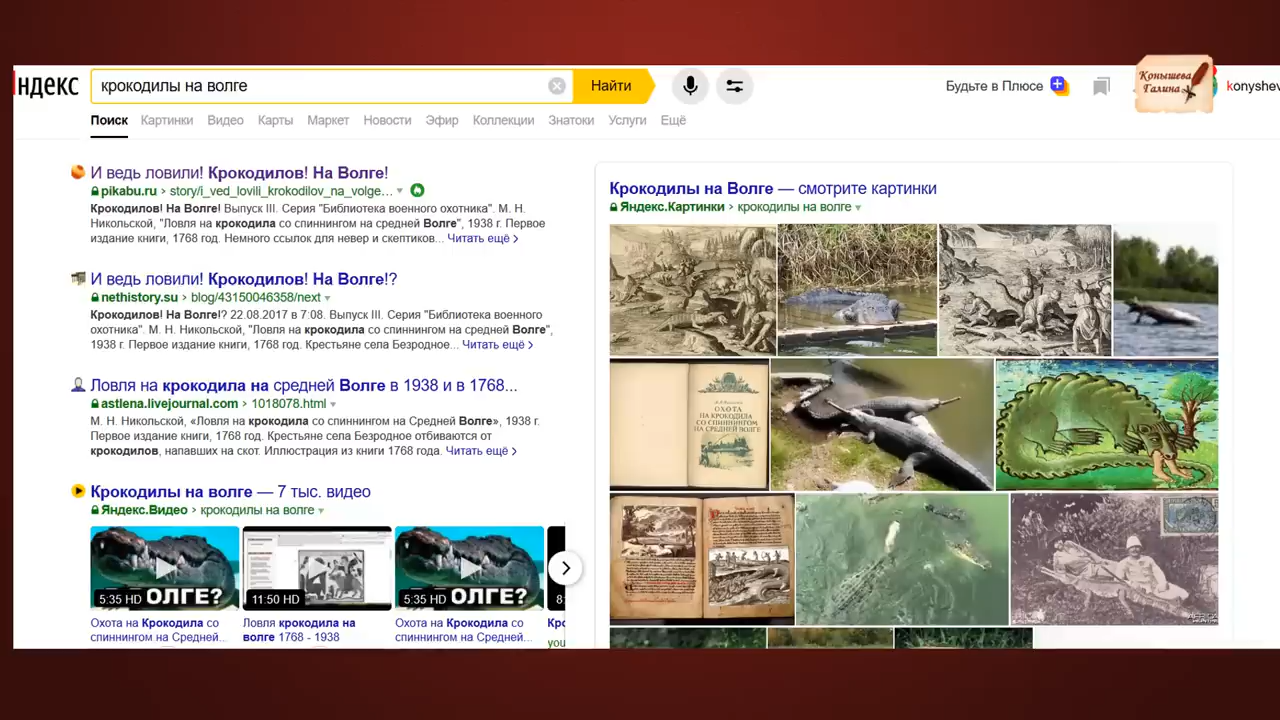 Яндекс
крокодилы на волге
Найти
Будьте в Плюсе
Конышева
Галина
konyshev
Поиск Картинки Видео Карты Маркет Новости Эфир Коллекции Знатоки Услуги Ещё
И ведь ловили! Крокодилов! На Волге!
pikabu.ru › story/i_ved_lovili_krokodilov_na_volge...
Крокодилов! На Волге! Выпуск III. Серия "Библиотека военного охотника". М. Н.
Никольской, "Ловля на крокодила со спиннингом на средней Волге", 1938 г. Первое
издание книги, 1768 год. Немного ссылок для невер и скептиков... Читать ещё ›
И ведь ловили! Крокодилов! На Волге!?
nethistory.su › blog/43150046358/next
Крокодилов! На Волге!? 22.08.2017 в 7:08. Выпуск III. Серия "Библиотека военного
охотника". М. Н. Никольской, "Ловля на крокодила со спиннингом на средней Волге",
1938 г. Первое издание книги, 1768 год. Крестьяне села Безродное... Читать ещё ›
Ловля на крокодила на средней Волге в 1938 и в 1768...
astlena.livejournal.com › 1018078.html
М. Н. Никольской, «Ловля на крокодила со спиннингом на Средней Волге», 1938 г.
Первое издание книги, 1768 год. Крестьяне села Безродное отбиваются от
крокодилов, напавших на скот. Иллюстрация из книги 1768 года. Читать ещё ›
Крокодилы на волге — 7 тыс. видео
Яндекс.Видео › крокодилы на волге
5:35 HD ОЛГЕ?
11:50 HD
5:35 HD ОЛГЕ?
8:
Охота на Крокодила со
спиннингом на Средней...
Ловля крокодила на
волге 1768 - 1938
Охота на Крокодила со
спиннингом на Средней...
Кро
you
Крокодилы на Волге — смотрите картинки
Яндекс.Картинки › крокодилы на волге
ОХОТА
НА КРОКОДИЛА
СО СПИННИНГОМ
НА СРЕДНЕЙ ВОЛГЕ